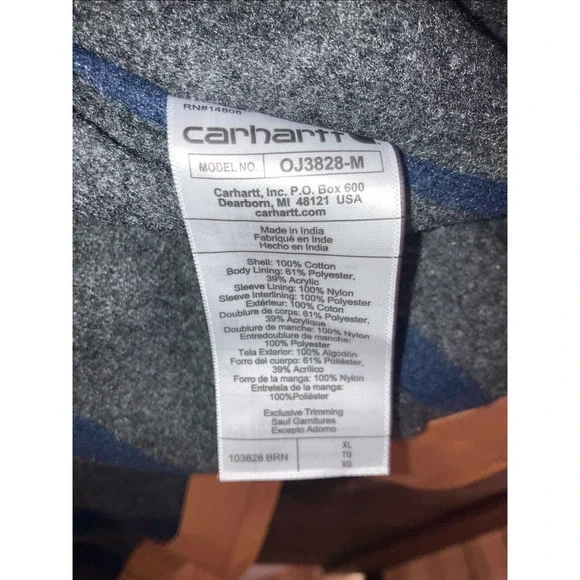 RN#14806
carhartt
MODEL NO. OJ3828-M
Carhartt, Inc. P.O. Box 600
Dearborn, MI 48121 USA
carhartt.com
Made in India
Fabriqué en Inde
Hecho en India
Shell: 100% Cotton
Body Lining: 61% Polyester,
39% Acrylic
Sleeve Lining: 100% Nylon
Sleeve Interlining: 100% Polyester
Extérieur: 100% Coton
Doublure de corps: 61% Polyester,
39% Acrylique
Doublure de manche: 100% Nylon
Entredoublure de manche:
100% Polyester
Tela Exterior: 100% Algodón
Forro del cuerpo: 61% Poliéster,
39% Acrílico
Forro de la manga: 100% Nylon
Entretela de la manga:
100%Poliéster
Exclusive Trimming
Sauf Garnitures
Excepto Adorno
103828 BRN
XL
TG
XG